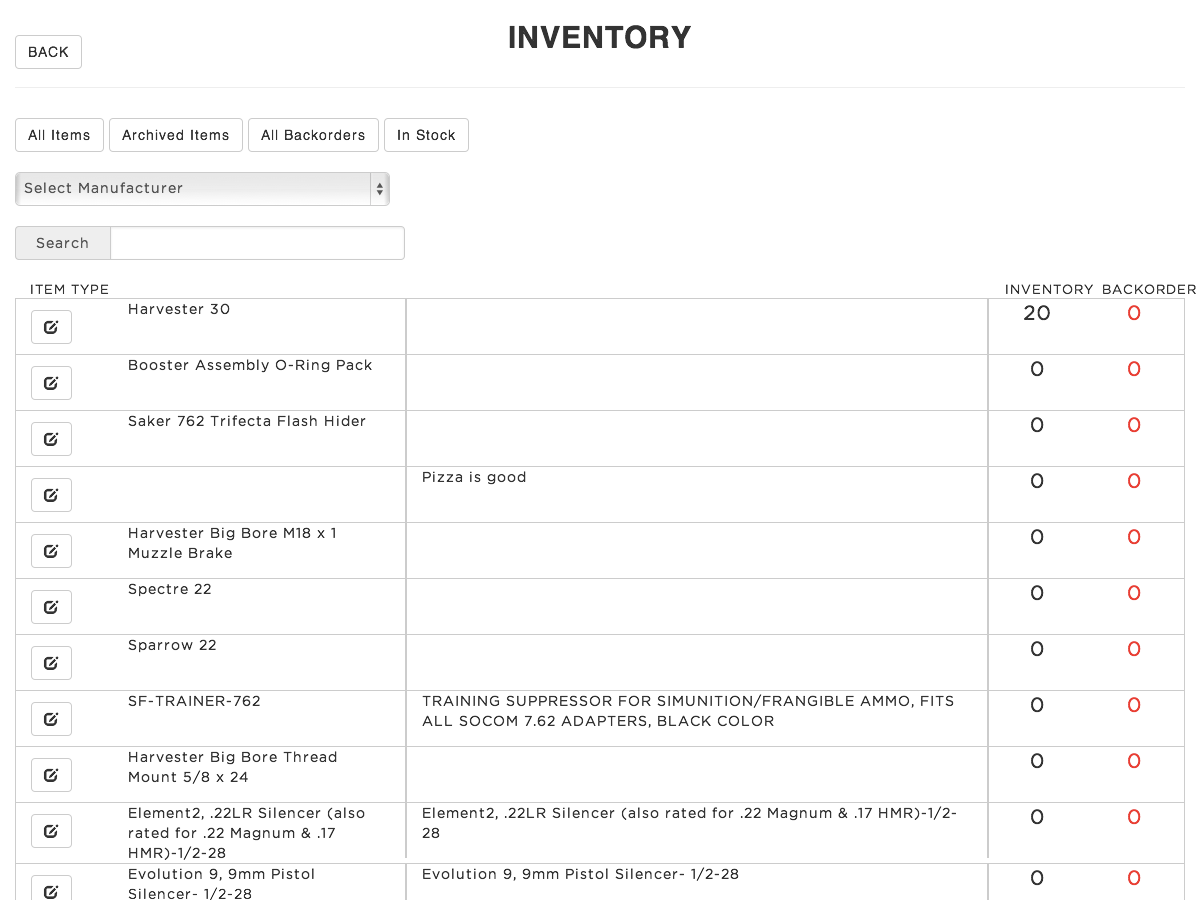 INVENTORY
BACK
All Items Archived Items All Backorders In Stock
Select Manufacturer
Search
ITEM TYPE INVENTORY BACKORDER
Harvester 30 20 0
Booster Assembly O-Ring Pack 0 0
Saker 762 Trifecta Flash Hider 0 0
Pizza is good 0 0
Harvester Big Bore M18 x 1 0 0
Muzzle Brake
Spectre 22 0 0
Sparrow 22 0 0
SF-TRAINER-762 TRAINING SUPPRESSOR FOR SIMUNITION/FRANGIBLE AMMO, FITS 0 0
ALL SOCOM 7.62 ADAPTERS, BLACK COLOR
Harvester Big Bore Thread 0 0
Mount 5/8 x 24
Element2, .22LR Silencer (also Element2, .22LR Silencer (also rated for .22 Magnum & .17 HMR)-1/2- 0 0
rated for .22 Magnum & .17 28
HMR)-1/2-28
Evolution 9, 9mm Pistol Evolution 9, 9mm Pistol Silencer- 1/2-28 0 0
Silencer- 1/2-28